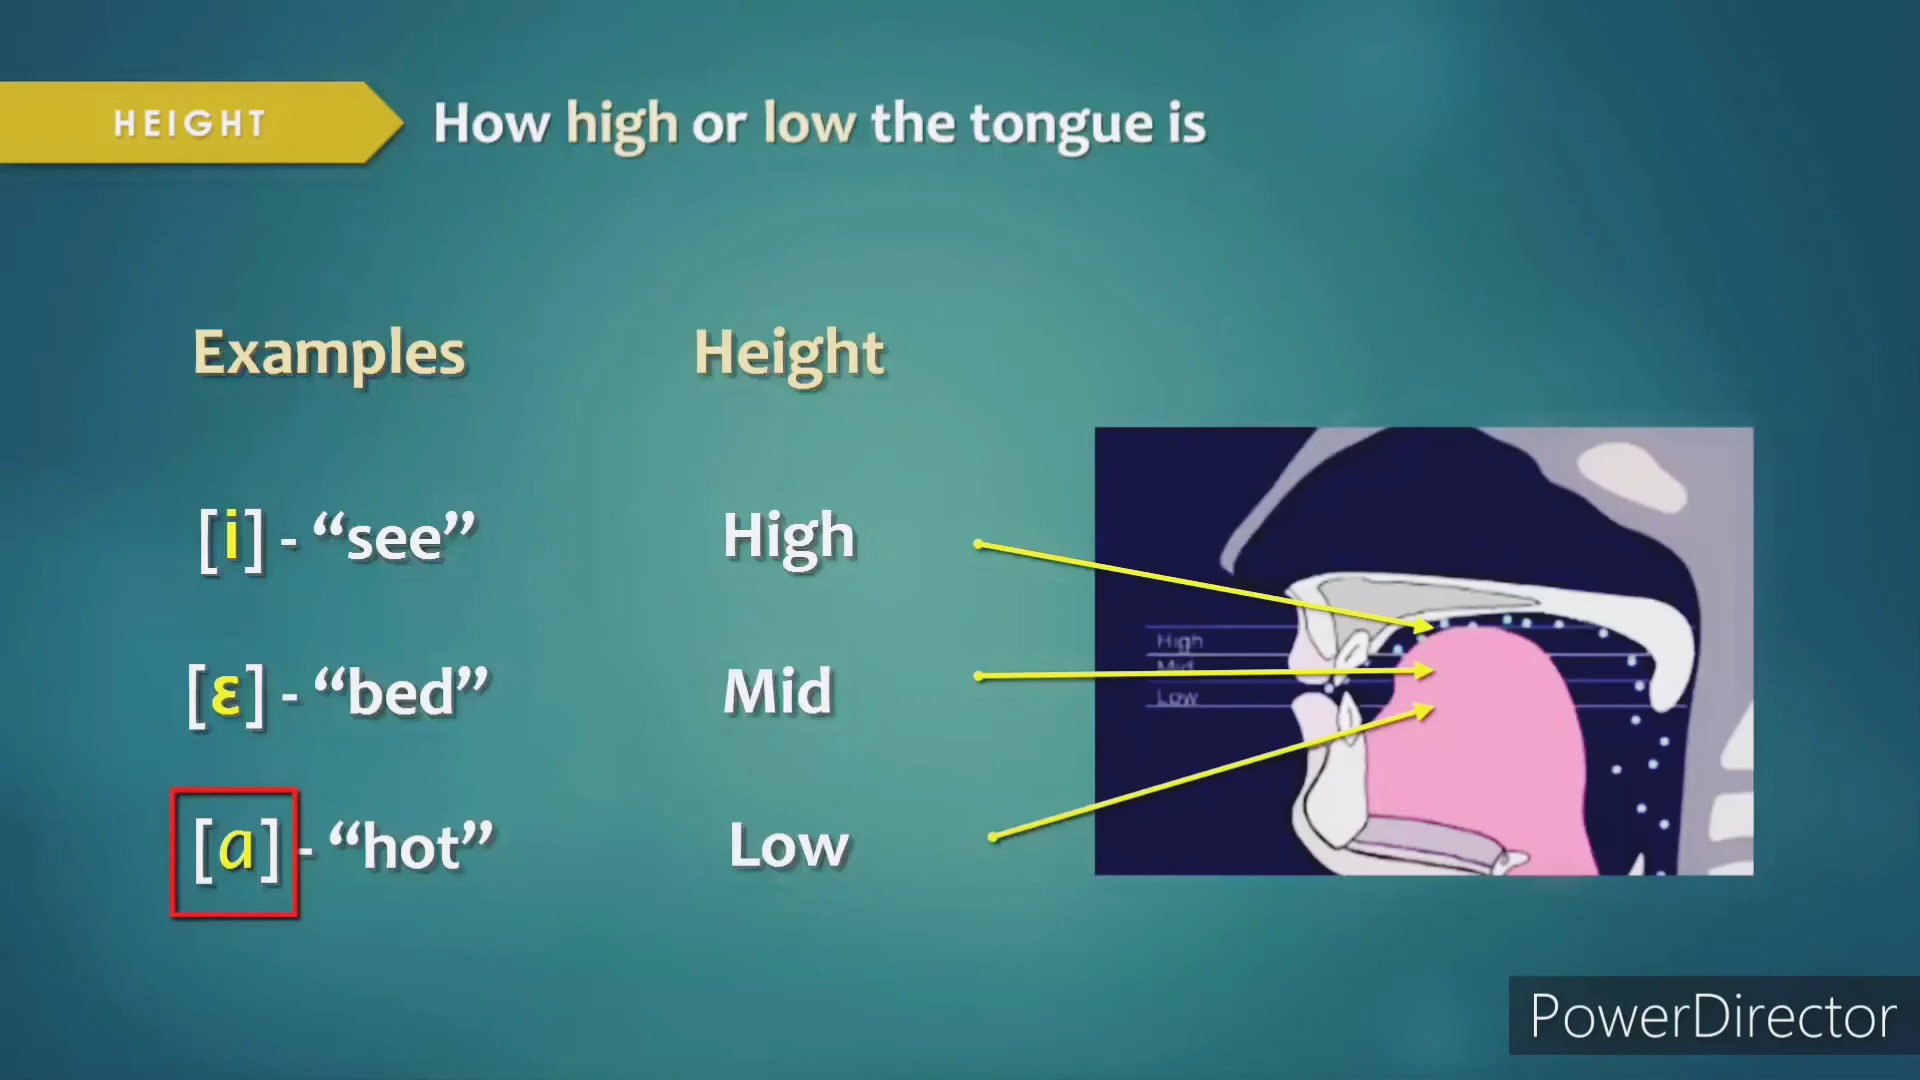 HEIGHT
How high or low the tongue is
Examples Height
[i] - “see” High
[ɛ] - “bed” Mid
[ɑ] - “hot” Low
High
Mid
Low
PowerDirector